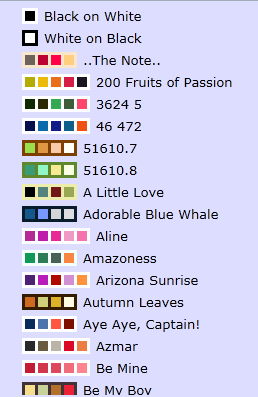 Black on White
White on Black
..The Note..
200 Fruits of Passion
3624 5
46 472
51610.7
51610.8
A Little Love
Adorable Blue Whale
Aline
Amazoness
Arizona Sunrise
Autumn Leaves
Aye Aye, Captain!
Azmar
Be Mine
Be My Boy